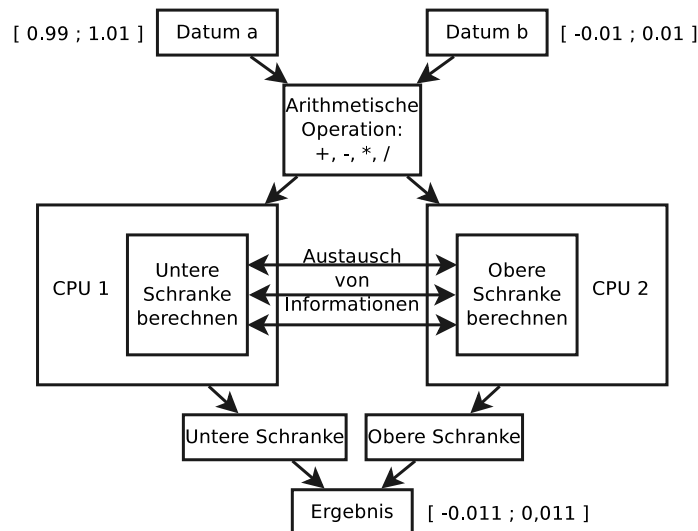 [ 0.99 ; 1.01 ]
Datum a
Datum b
[ -0.01 ; 0.01 ]
Arithmetische
Operation:
+, -, *, /
CPU 1
Untere
Schranke
berechnen
Austausch
von
Informationen
Obere
Schranke
berechnen
CPU 2
Untere Schranke
Obere Schranke
Ergebnis
[ -0.011 ; 0,011 ]